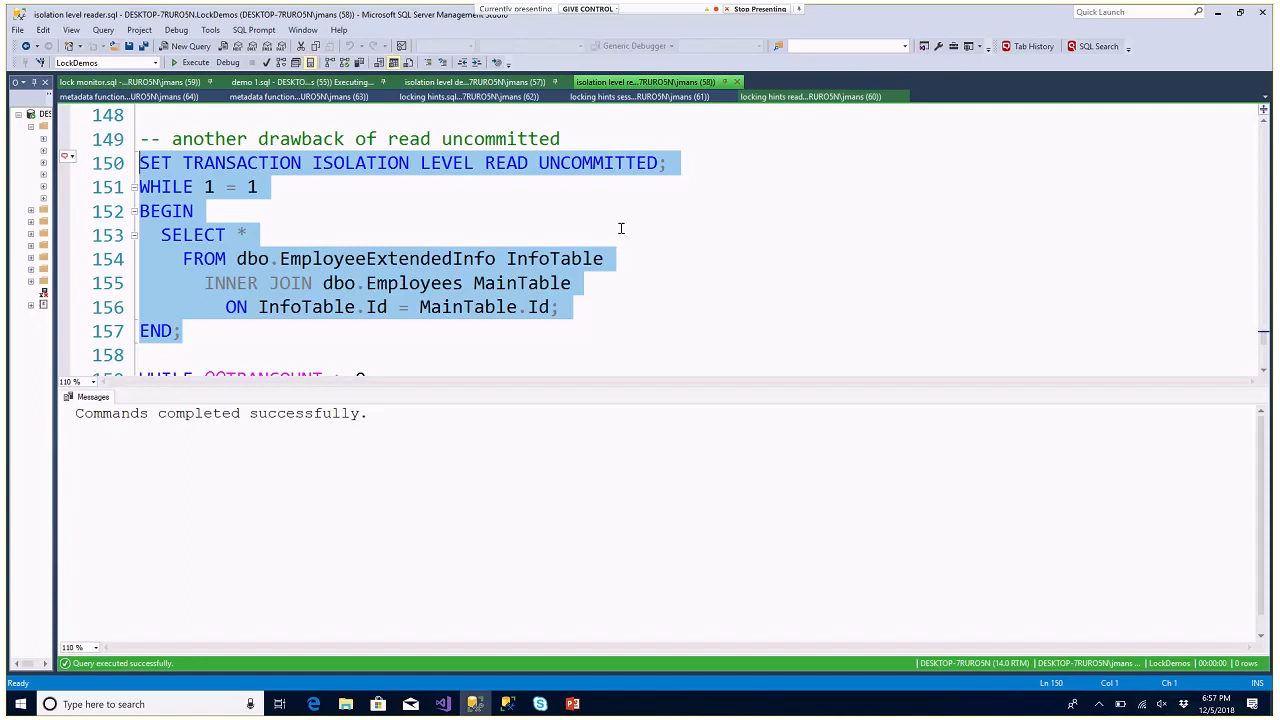 Currently presenting GIVE CONTROL Stop Presenting
isolation level reader.sql - DESKTOP-7RURO5N.LockDemos (DESKTOP-7RURO5N\jmans (58)) - Microsoft SQL Server Management Studio
Quick Launch
File Edit View Query Project Debug Tools SQL Prompt Window Help
New Query Generic Debugger Tab History SQL Search
LockDemos Execute Debug
lock monitor.sql -...RURO5N\jmans (59)) demo 1.sql - DESKTO...s (55)) Executing... isolation level de...7RURO5N\jmans (57)) isolation level re...7RURO5N\jmans (58))
metadata function...URO5N\jmans (64)) metadata function...URO5N\jmans (63)) locking hints.sql...7RURO5N\jmans (62)) locking hints sess...RURO5N\jmans (61)) locking hints read...RURO5N\jmans (60))
DES
148
149 -- another drawback of read uncommitted
150 SET TRANSACTION ISOLATION LEVEL READ UNCOMMITTED;
151 WHILE 1 = 1
152 BEGIN
153 SELECT *
154 FROM dbo.EmployeeExtendedInfo InfoTable
155 INNER JOIN dbo.Employees MainTable
156 ON InfoTable.Id = MainTable.Id;
157 END;
158
110 %
Messages
Commands completed successfully.
110 %
Query executed successfully. DESKTOP-7RURO5N (14.0 RTM) DESKTOP-7RURO5N\jmans ... LockDemos 00:00:00 0 rows
Ready Ln 150 Col 1 Ch 1 INS
Type here to search
6:57 PM
12/5/2018